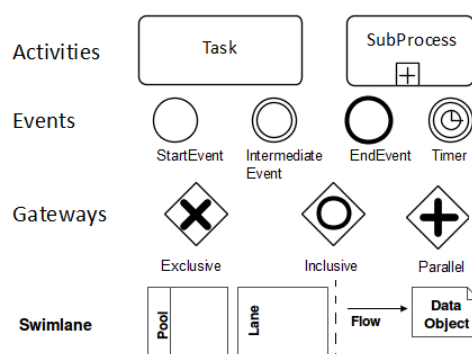 Activities
Task
SubProcess
Events
StartEvent
Intermediate
Event
EndEvent
Timer
Gateways
Exclusive
Inclusive
Parallel
Swimlane
Pool
Lane
Flow
Data
Object